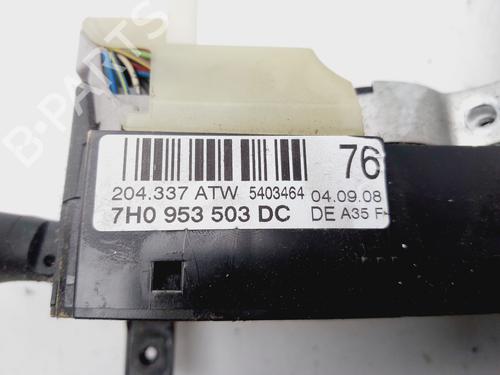 B-PARTS
76
204.337 ATW 5403464 04.09.08
7H0 953 503 DC DE A35 F